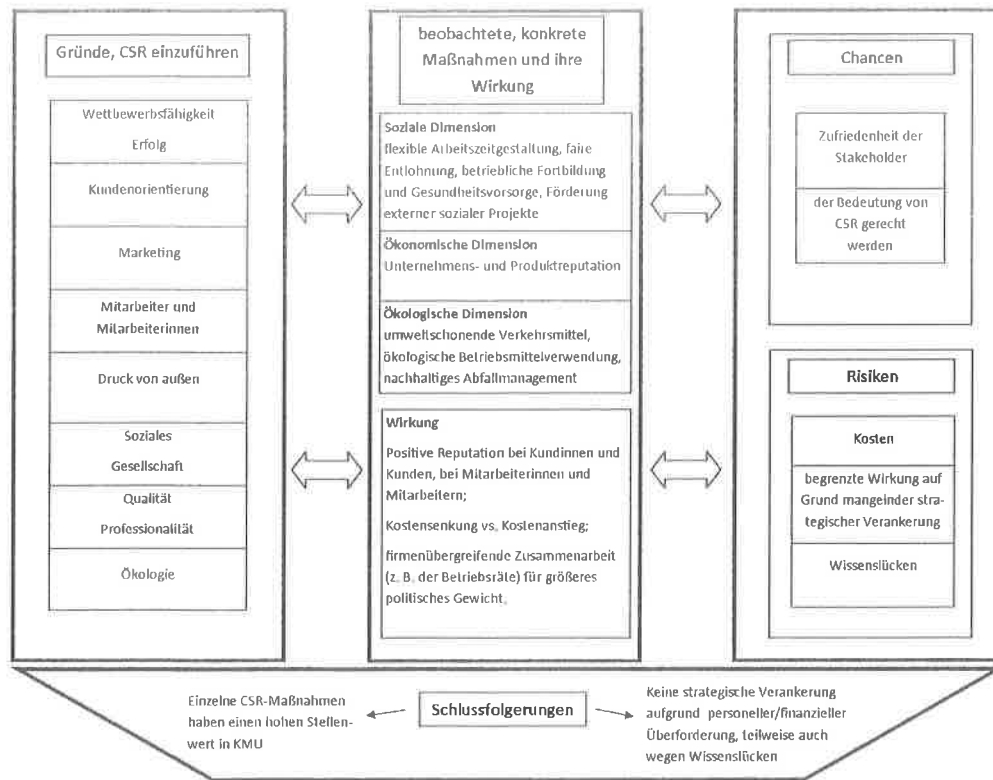 Gründe, CSR einzuführen
Wettbewerbsfähigkeit
Erfolg
Kundenorientierung
Marketing
Mitarbeiter und
Mitarbeiterinnen
Druck von außen
Soziales
Gesellschaft
Qualität
Professionalität
Ökologie
beobachtete, konkrete
Maßnahmen und ihre
Wirkung
Soziale Dimension
flexible Arbeitszeitgestaltung, faire
Entlohnung, betriebliche Fortbildung
und Gesundheitsvorsorge, Förderung
externer sozialer Projekte
Ökonomische Dimension
Unternehmens- und Produktreputation
Ökologische Dimension
umweltschonende Verkehrsmittel,
ökologische Betriebsmittelverwendung,
nachhaltiges Abfallmanagement
Wirkung
Positive Reputation bei Kundinnen und
Kunden, bei Mitarbeiterinnen und
Mitarbeitern;
Kostensenkung vs. Kostenanstieg;
firmenübergreifende Zusammenarbeit
(z. B. der Betriebsräte) für größeres
politisches Gewicht.
Chancen
Zufriedenheit der
Stakeholder
der Bedeutung von
CSR gerecht
werden
Risiken
Kosten
begrenzte Wirkung auf
Grund mangelnder stra-
tegischer Verankerung
Wissenslücken
Einzelne CSR-Maßnahmen
haben einen hohen Stellen-
wert in KMU
Schlussfolgerungen
Keine strategische Verankerung
aufgrund personeller/finanzieller
Überforderung, teilweise auch
wegen Wissenslücken